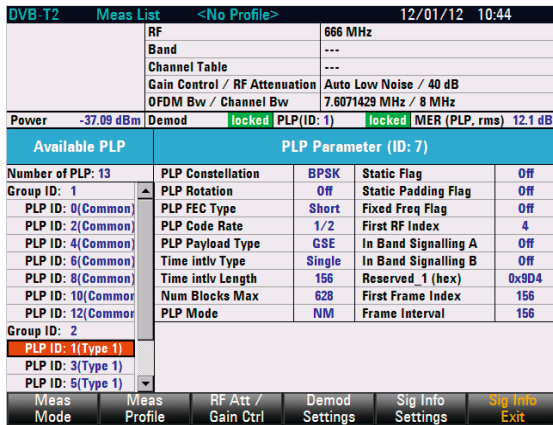 DVB-T2 Meas List <No Profile> 12/01/12 10:44
RF 666 MHz
Band ---
Channel Table ---
Gain Control / RF Attenuation Auto Low Noise / 40 dB
OFDM Bw / Channel Bw 7.6071429 MHz / 8 MHz
Power -37.09 dBm Demod locked PLP(ID: 1) locked MER (PLP, rms) 12.1 dB
Available PLP PLP Parameter (ID: 7)
Number of PLP: 13 PLP Constellation BPSK Static Flag Off
Group ID: 1 PLP Rotation Off Static Padding Flag Off
PLP ID: 0(Common) PLP FEC Type Short Fixed Freq Flag Off
PLP ID: 2(Common) PLP Code Rate 1/2 First RF Index 4
PLP ID: 4(Common) PLP Payload Type GSE In Band Signalling A Off
PLP ID: 6(Common) Time intlv Type Single In Band Signalling B Off
PLP ID: 8(Common) Time intlv Length 156 Reserved_1 (hex) 0x9D4
PLP ID: 10(Common Num Blocks Max 628 First Frame Index 156
PLP ID: 12(Common PLP Mode NM Frame Interval 156
Group ID: 2
PLP ID: 1(Type 1)
PLP ID: 3(Type 1)
PLP ID: 5(Type 1)
Meas Mode Meas Profile RF Att / Gain Ctrl Demod Settings Sig Info Settings Sig Info Exit